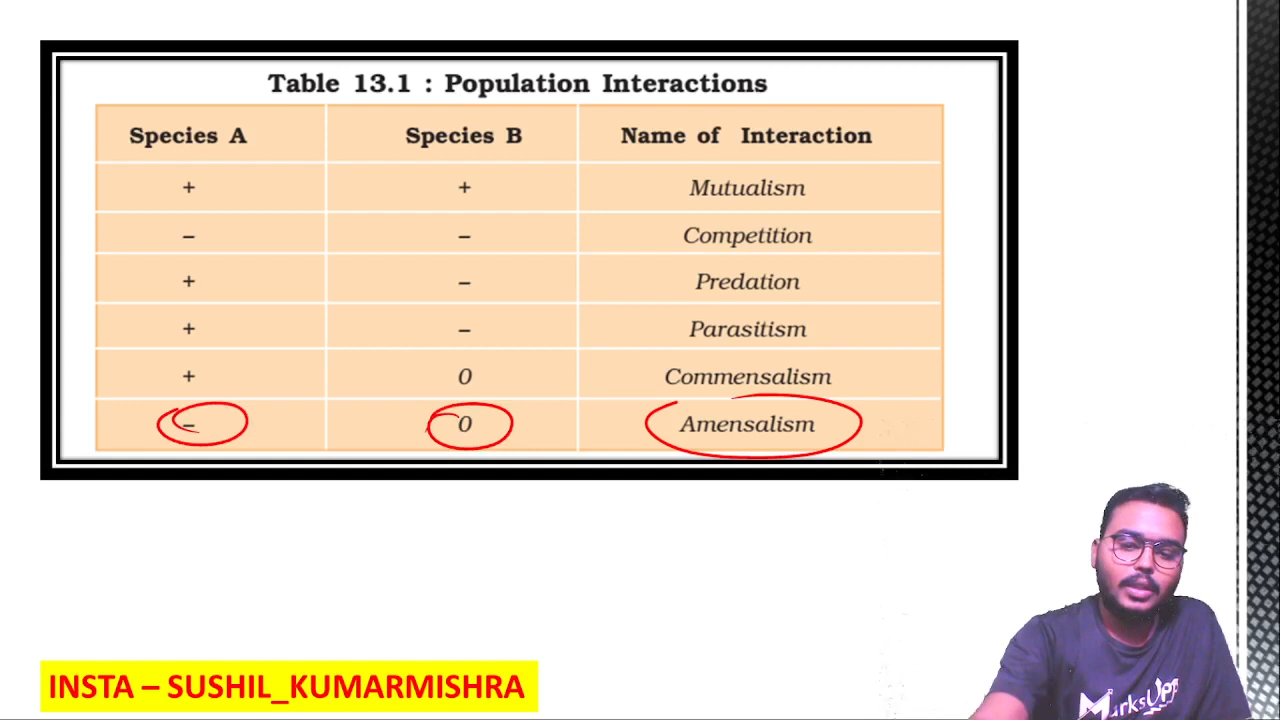 Table 13.1 : Population Interactions
Species A Species B Name of Interaction
+ + Mutualism
– – Competition
+ – Predation
+ – Parasitism
+ 0 Commensalism
– 0 Amensalism
MarksUpp
INSTA – SUSHIL_KUMARMISHRA